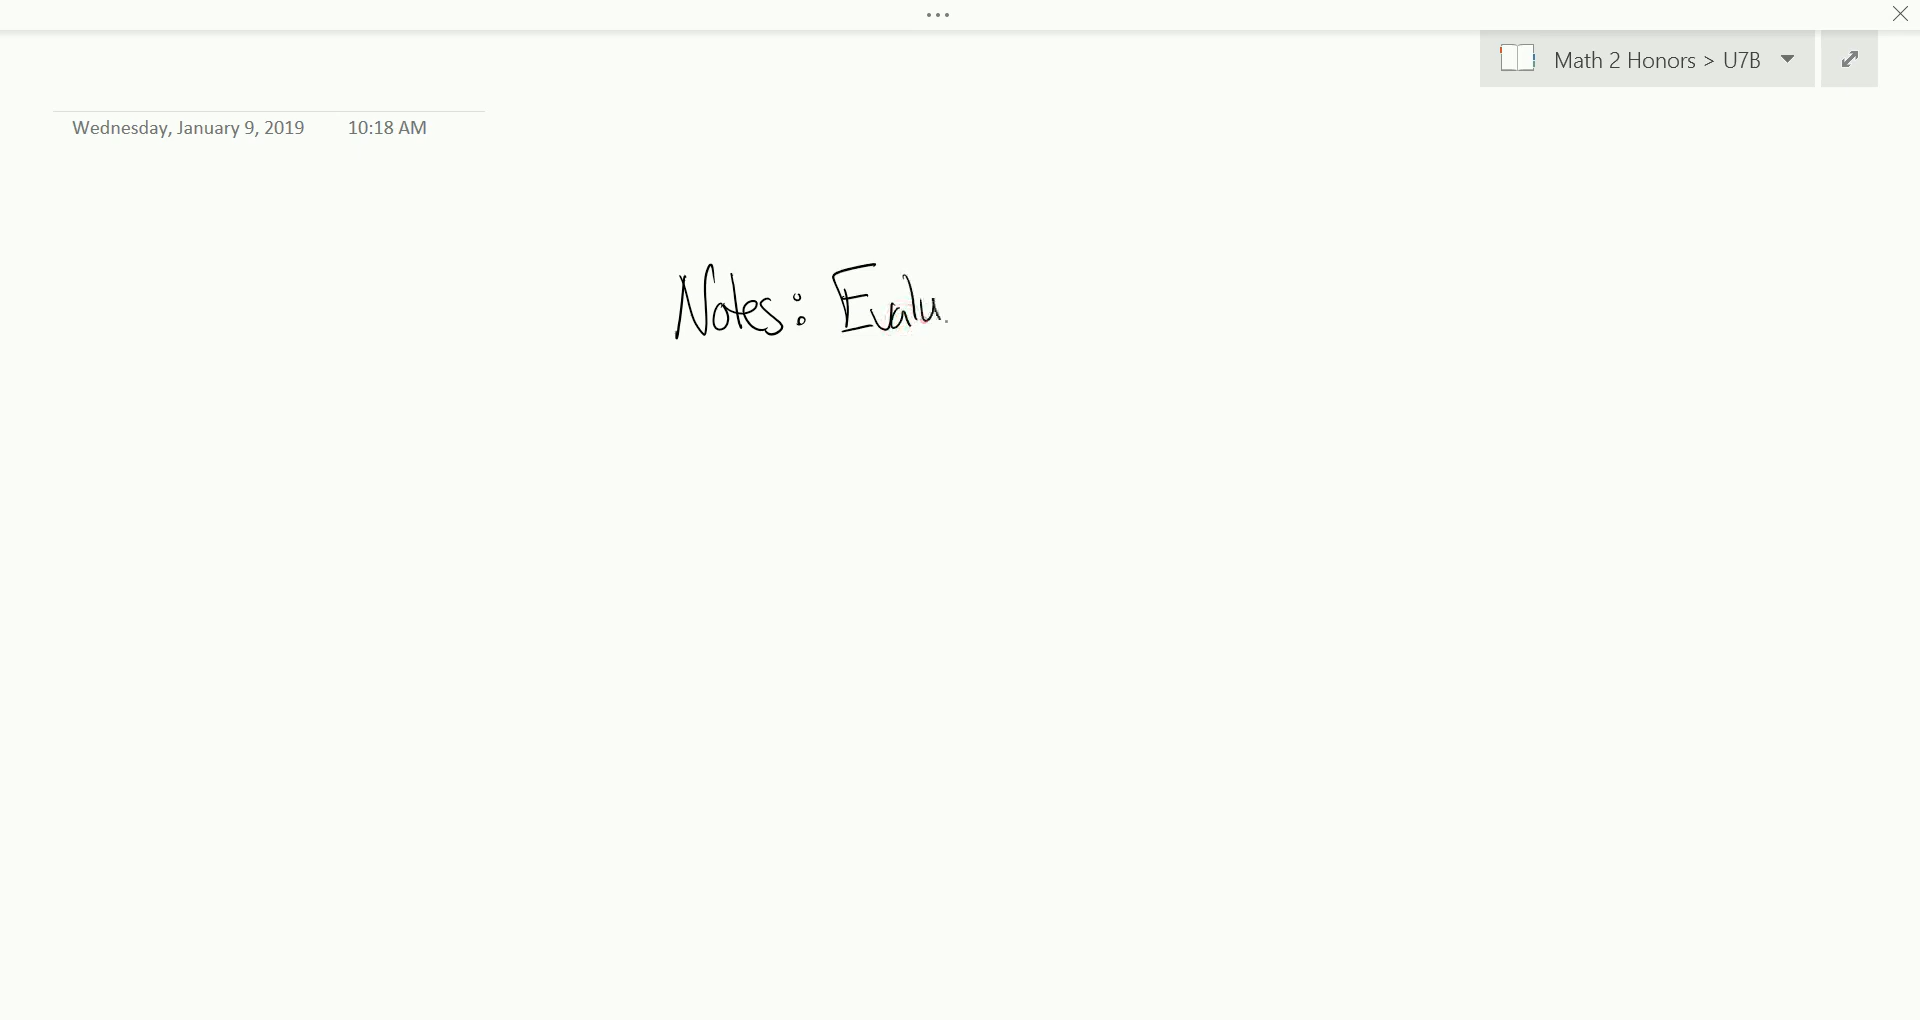 Math 2 Honors > U7B
Wednesday, January 9, 2019 10:18 AM
Notes: Evalu